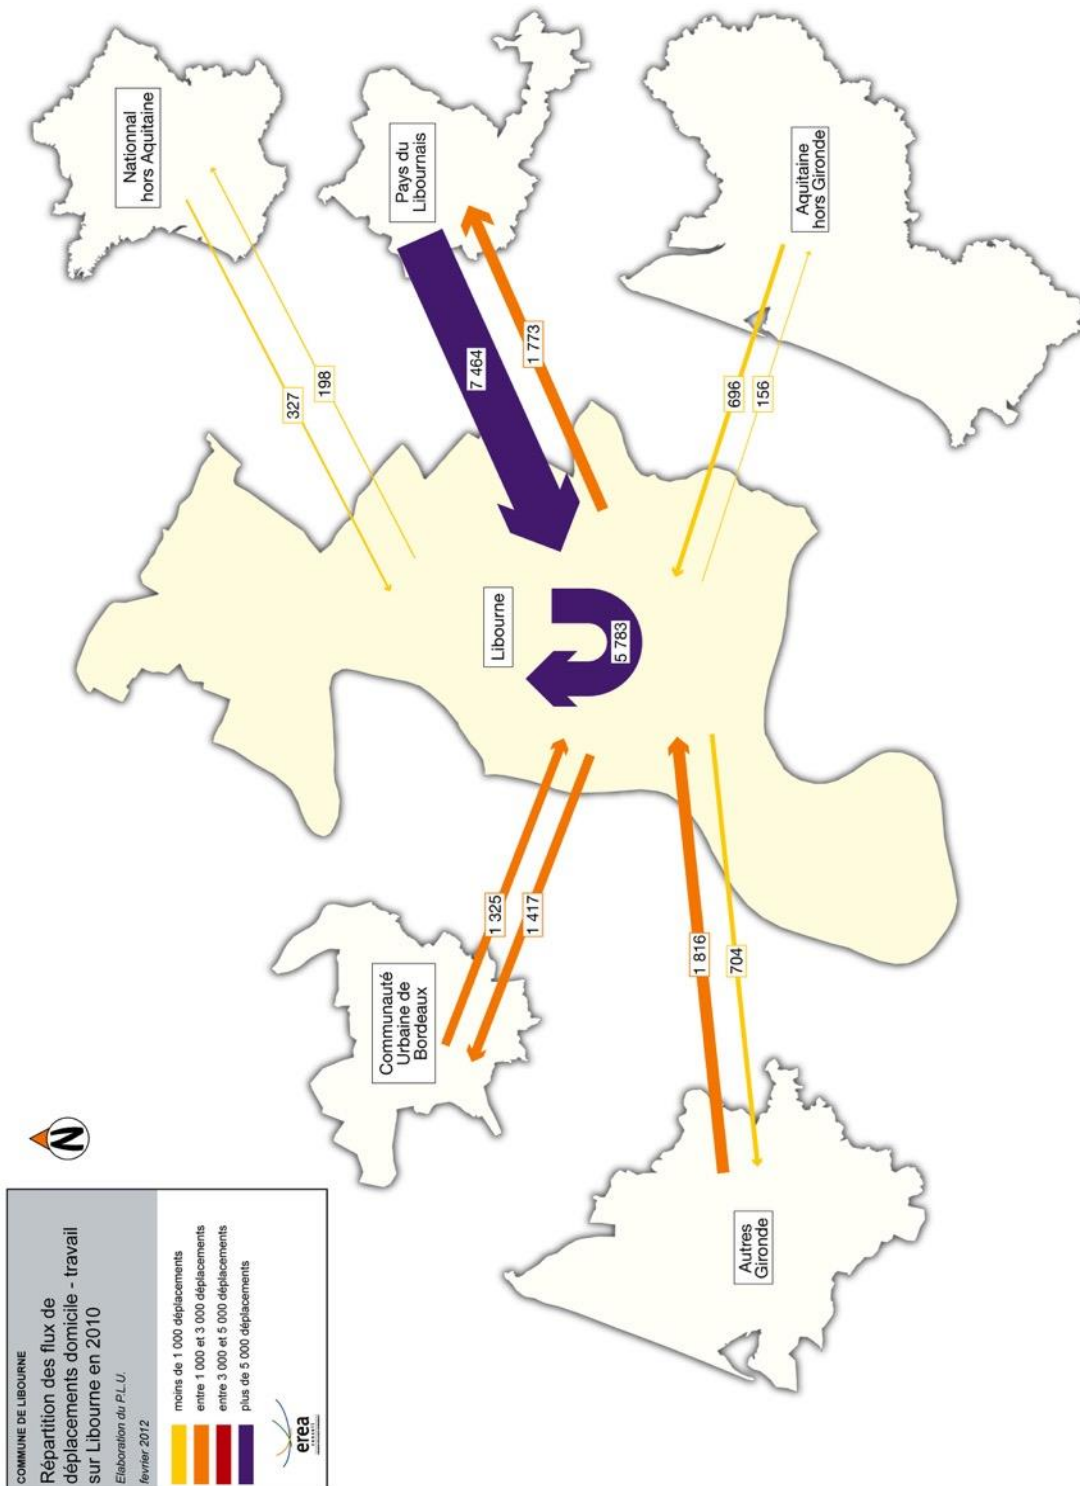 COMMUNE DE LIBOURNE
Répartition des flux de
déplacements domicile - travail
sur Libourne en 2010
Elaboration du P.L.U.
fevrier 2012
moins de 1 000 déplacements
entre 1 000 et 3 000 déplacements
entre 3 000 et 5 000 déplacements
plus de 5 000 déplacements
erea
N
Communauté
Urbaine de
Bordeaux
1 325
1 417
Autres
Gironde
1 816
704
Libourne
5 783
Nationnal
hors Aquitaine
327
198
Pays du
Libournais
7 464
1 773
Aquitaine
hors Gironde
696
156